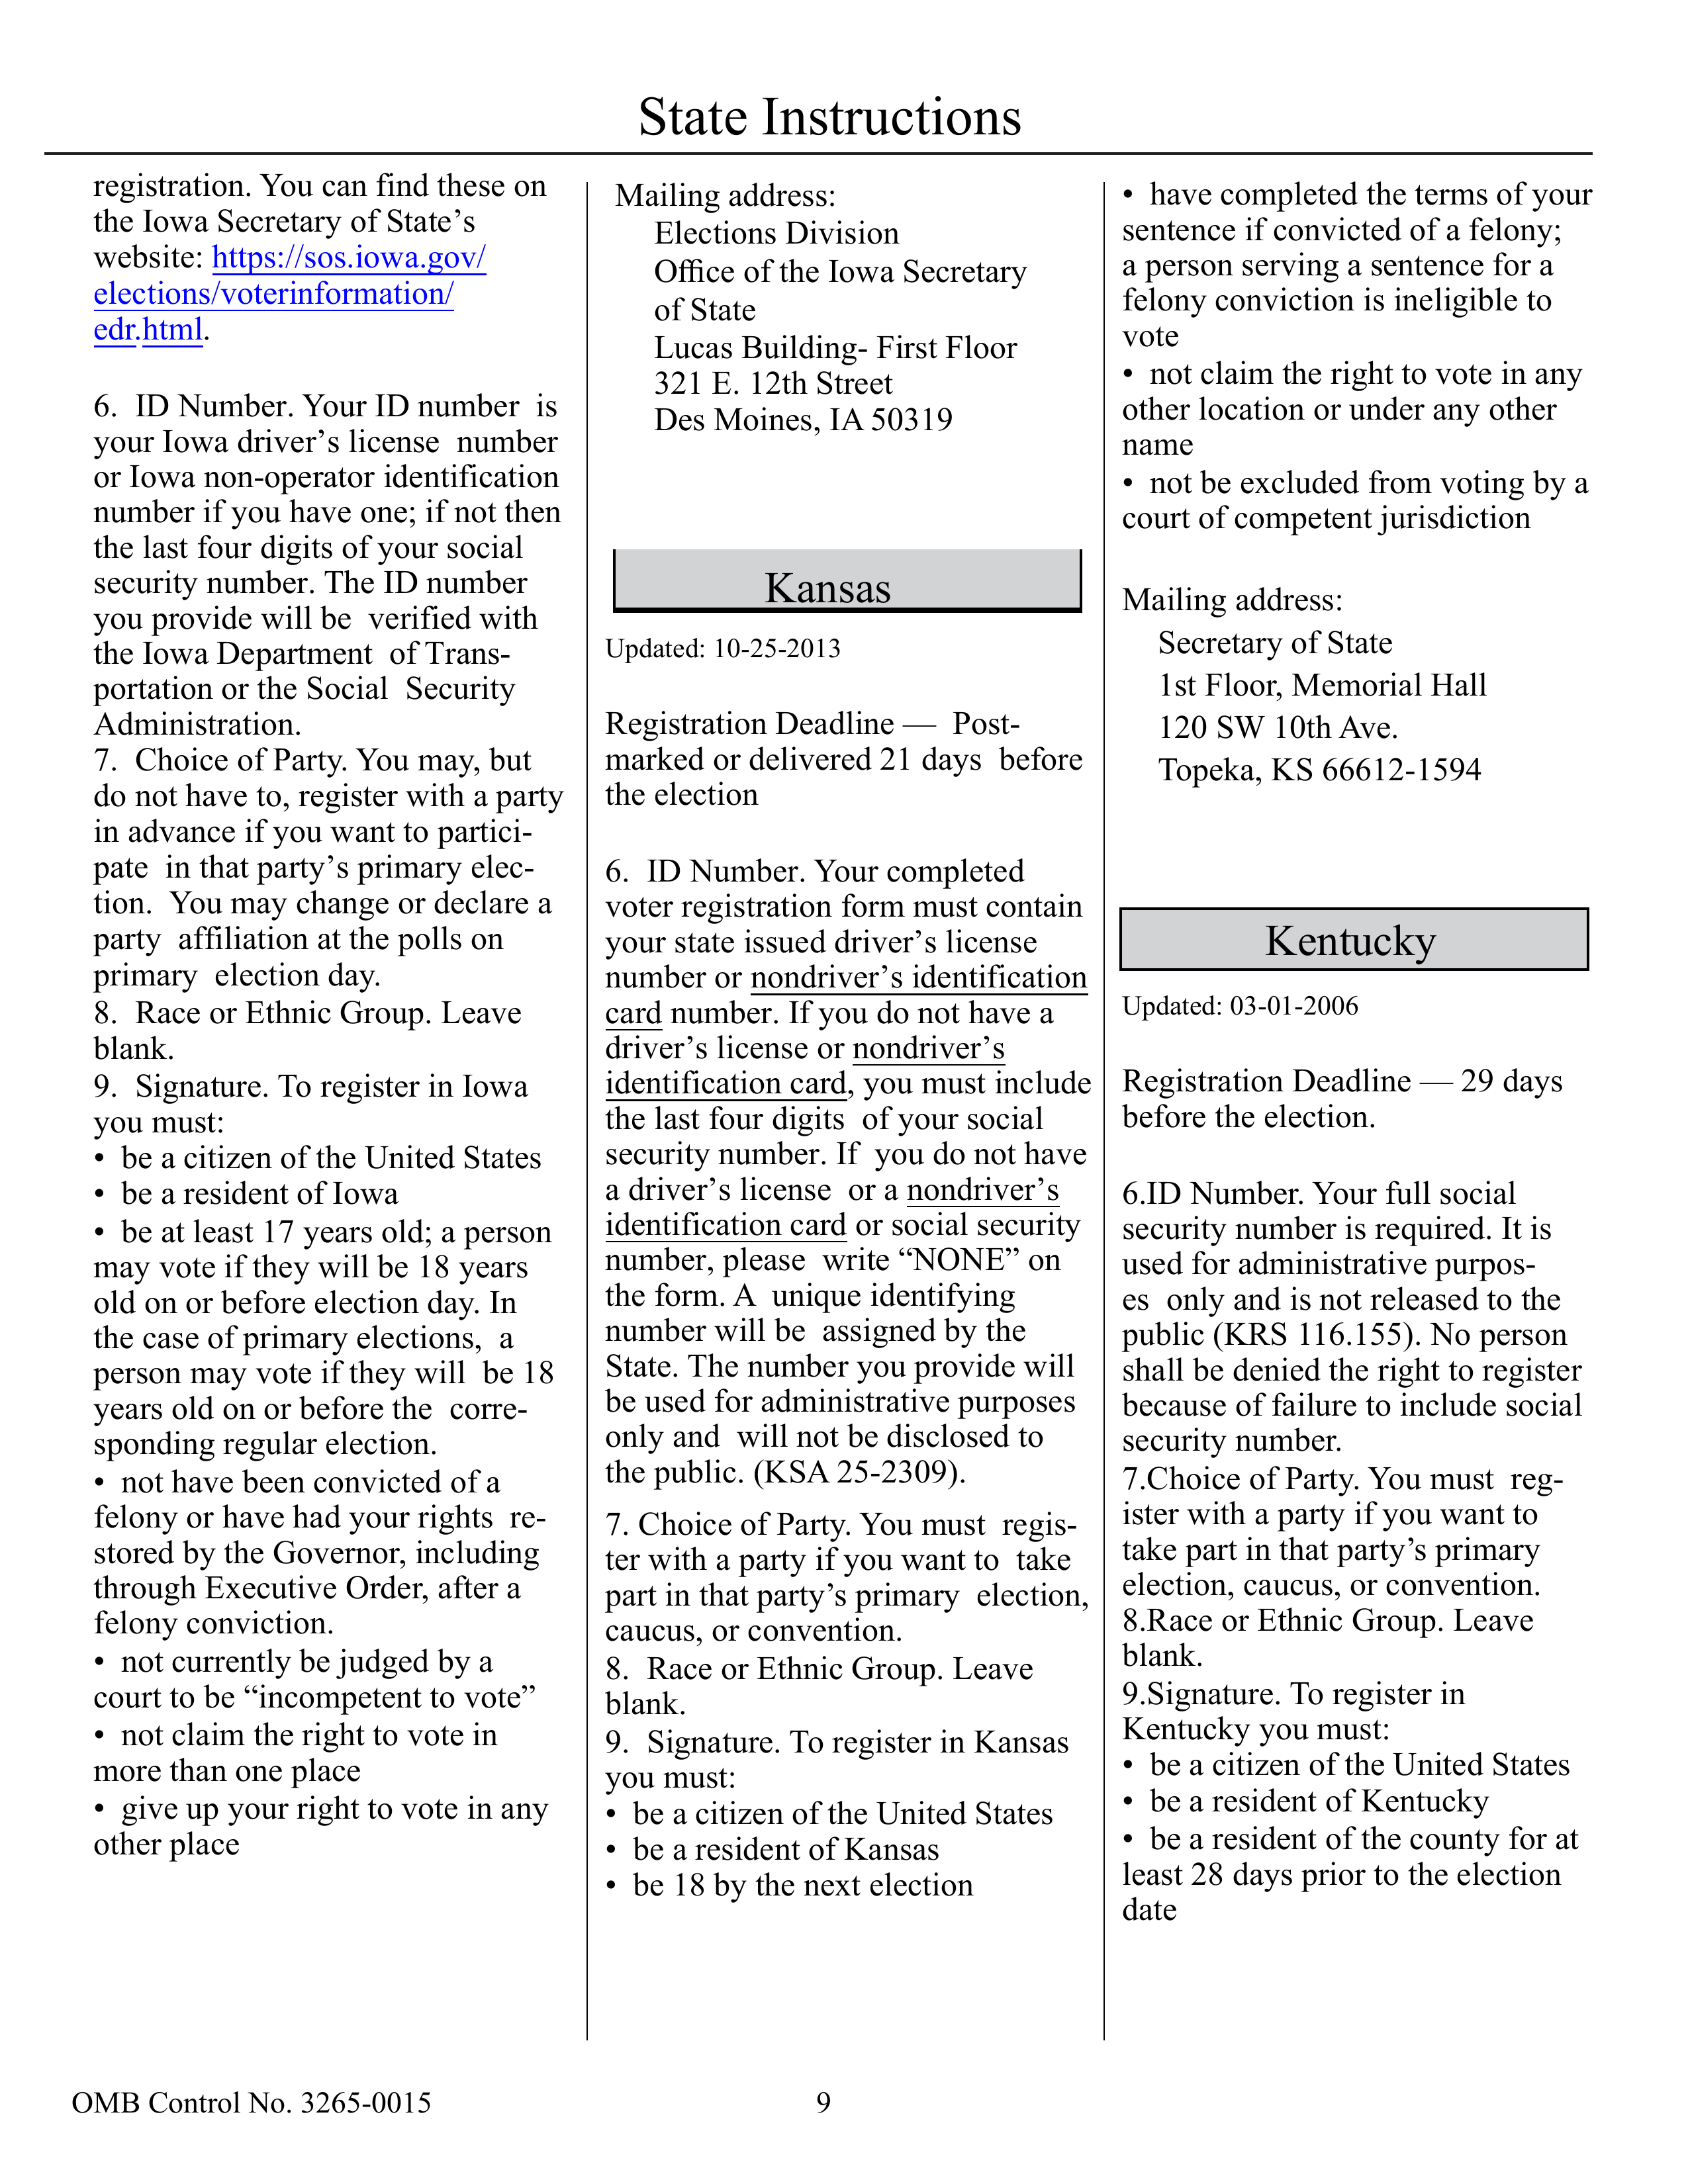 State Instructions
registration. You can find these on
the Iowa Secretary of State’s
website: https://sos.iowa.gov/
elections/voterinformation/
edr.html.
6. ID Number. Your ID number is
your Iowa driver’s license number
or Iowa non-operator identification
number if you have one; if not then
the last four digits of your social
security number. The ID number
you provide will be verified with
the Iowa Department of Trans-
portation or the Social Security
Administration.
7. Choice of Party. You may, but
do not have to, register with a party
in advance if you want to partici-
pate in that party’s primary elec-
tion. You may change or declare a
party affiliation at the polls on
primary election day.
8. Race or Ethnic Group. Leave
blank.
9. Signature. To register in Iowa
you must:
• be a citizen of the United States
• be a resident of Iowa
• be at least 17 years old; a person
may vote if they will be 18 years
old on or before election day. In
the case of primary elections, a
person may vote if they will be 18
years old on or before the corre-
sponding regular election.
• not have been convicted of a
felony or have had your rights re-
stored by the Governor, including
through Executive Order, after a
felony conviction.
• not currently be judged by a
court to be “incompetent to vote”
• not claim the right to vote in
more than one place
• give up your right to vote in any
other place
Mailing address:
Elections Division
Office of the Iowa Secretary
of State
Lucas Building- First Floor
321 E. 12th Street
Des Moines, IA 50319
Kansas
Updated: 10-25-2013
Registration Deadline — Post-
marked or delivered 21 days before
the election
6. ID Number. Your completed
voter registration form must contain
your state issued driver’s license
number or nondriver’s identification
card number. If you do not have a
driver’s license or nondriver’s
identification card, you must include
the last four digits of your social
security number. If you do not have
a driver’s license or a nondriver’s
identification card or social security
number, please write “NONE” on
the form. A unique identifying
number will be assigned by the
State. The number you provide will
be used for administrative purposes
only and will not be disclosed to
the public. (KSA 25-2309).
7. Choice of Party. You must regis-
ter with a party if you want to take
part in that party’s primary election,
caucus, or convention.
8. Race or Ethnic Group. Leave
blank.
9. Signature. To register in Kansas
you must:
• be a citizen of the United States
• be a resident of Kansas
• be 18 by the next election
• have completed the terms of your
sentence if convicted of a felony;
a person serving a sentence for a
felony conviction is ineligible to
vote
• not claim the right to vote in any
other location or under any other
name
• not be excluded from voting by a
court of competent jurisdiction
Mailing address:
Secretary of State
1st Floor, Memorial Hall
120 SW 10th Ave.
Topeka, KS 66612-1594
Kentucky
Updated: 03-01-2006
Registration Deadline — 29 days
before the election.
6.ID Number. Your full social
security number is required. It is
used for administrative purpos-
es only and is not released to the
public (KRS 116.155). No person
shall be denied the right to register
because of failure to include social
security number.
7.Choice of Party. You must reg-
ister with a party if you want to
take part in that party’s primary
election, caucus, or convention.
8.Race or Ethnic Group. Leave
blank.
9.Signature. To register in
Kentucky you must:
• be a citizen of the United States
• be a resident of Kentucky
• be a resident of the county for at
least 28 days prior to the election
date
OMB Control No. 3265-0015
9